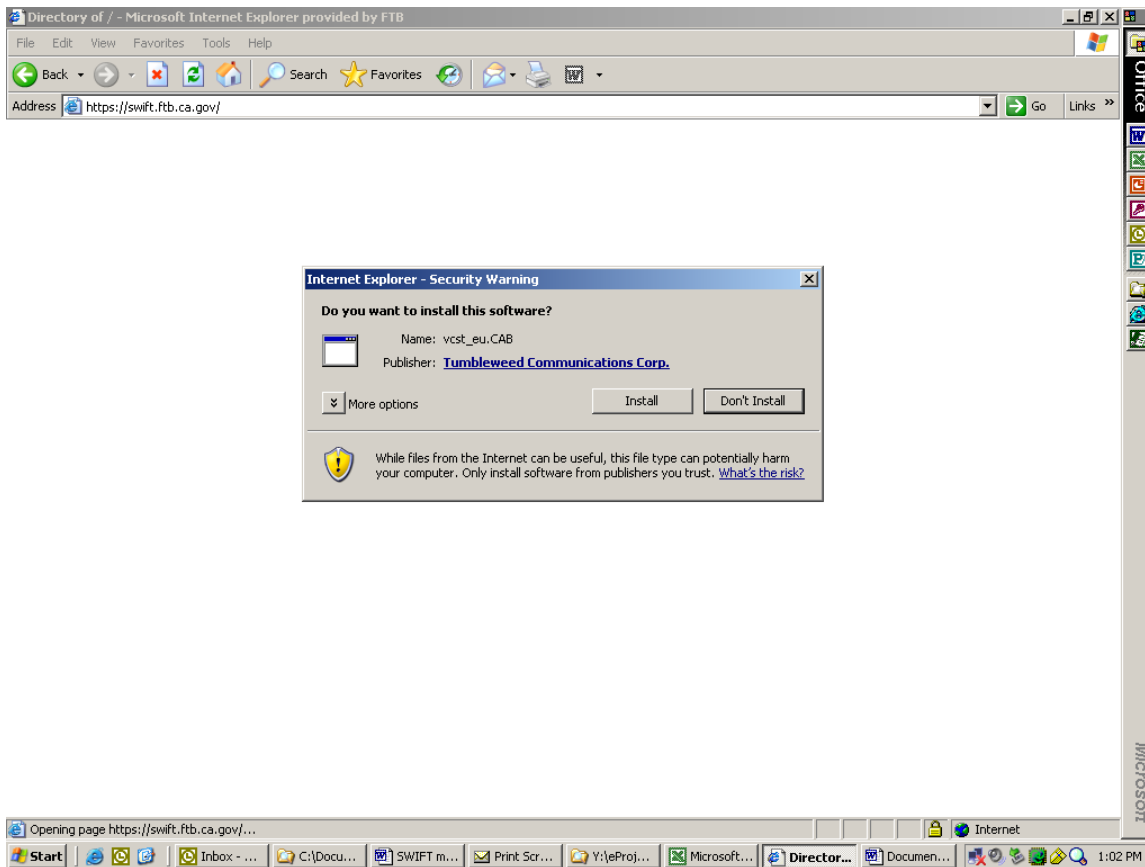 Directory of / - Microsoft Internet Explorer provided by FTB
File Edit View Favorites Tools Help
Back Search Favorites
Address https://swift.ftb.ca.gov/ Go Links »
Office
Internet Explorer - Security Warning
Do you want to install this software?
Name: vcst_eu.CAB
Publisher: Tumbleweed Communications Corp.
More options Install Don't Install
While files from the Internet can be useful, this file type can potentially harm
your computer. Only install software from publishers you trust. What's the risk?
Microsoft
Opening page https://swift.ftb.ca.gov/... Internet
Start Inbox - ... C:\Docu... SWIFT m... Print Scr... Y:\eProj... Microsoft... Director... Documen... 1:02 PM